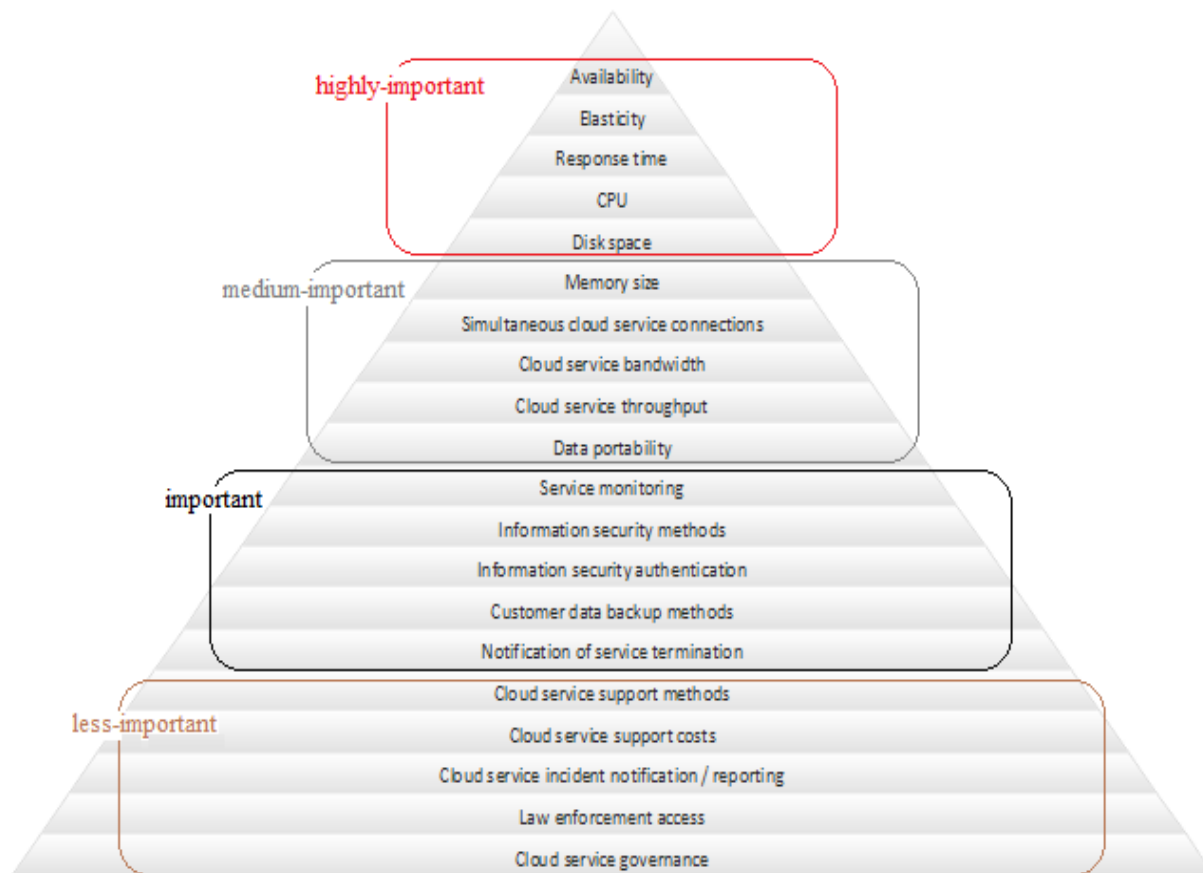 highly-important
Availability
Elasticity
Response time
CPU
Disk space
medium-important
Memory size
Simultaneous cloud service connections
Cloud service bandwidth
Cloud service throughput
Data portability
important
Service monitoring
Information security methods
Information security authentication
Customer data backup methods
Notification of service termination
less-important
Cloud service support methods
Cloud service support costs
Cloud service incident notification / reporting
Law enforcement access
Cloud service governance